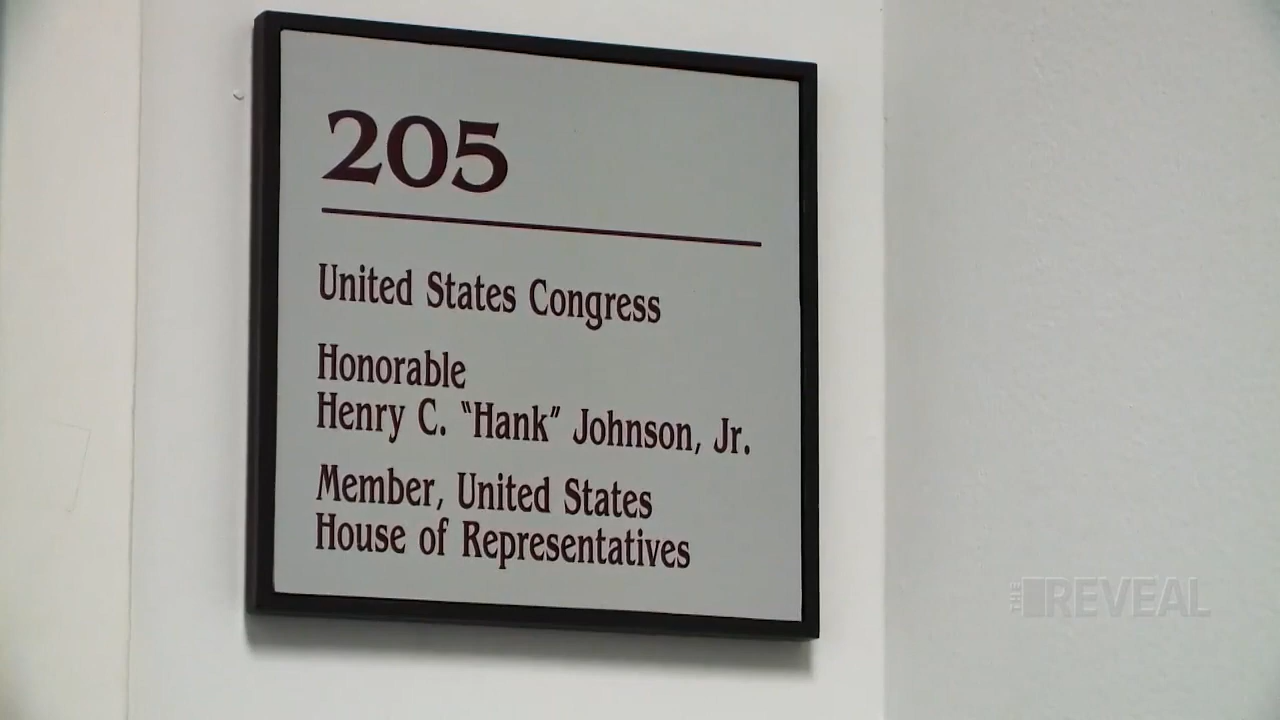 205
United States Congress
Honorable
Henry C. "Hank" Johnson, Jr.
Member, United States
House of Representatives
THE REVEAL